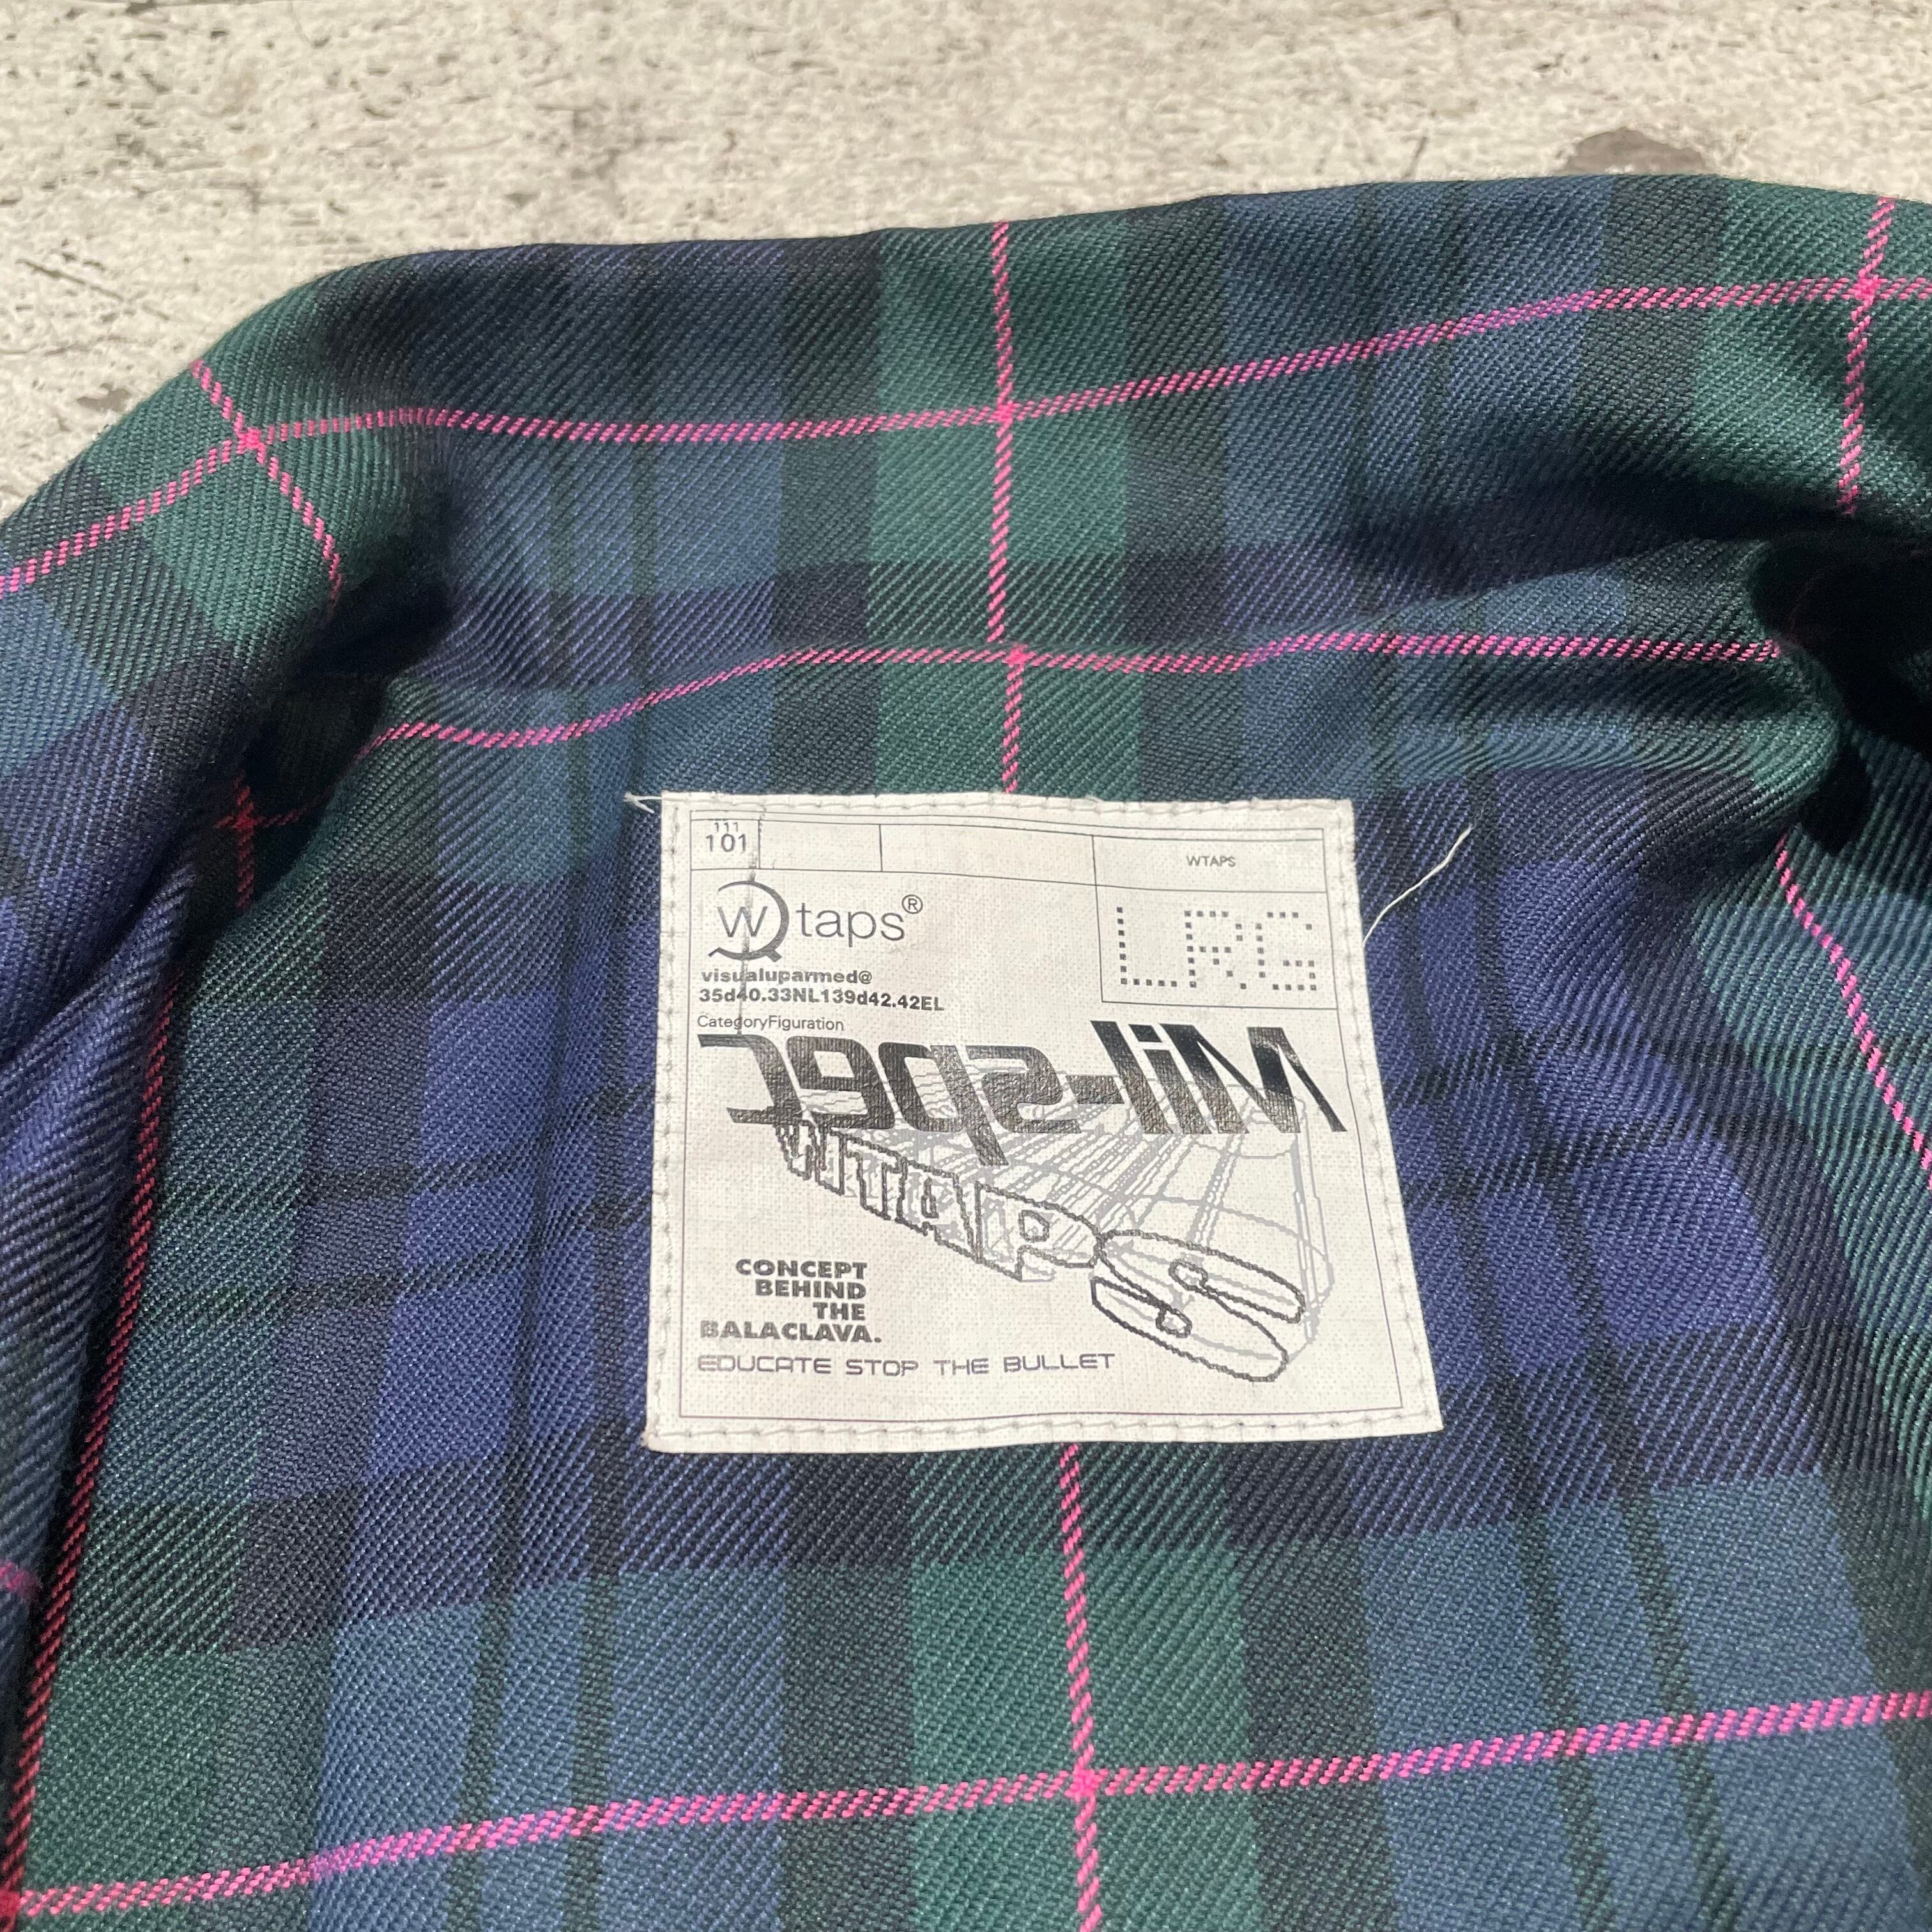 111
101
WTAPS
Wtaps®
LRG
visualuparmed@
35d40.33NL139d42.42EL
CategoryFiguration
Mil-spec
WTAPS
CONCEPT
BEHIND
THE
BALACLAVA.
EDUCATE STOP THE BULLET